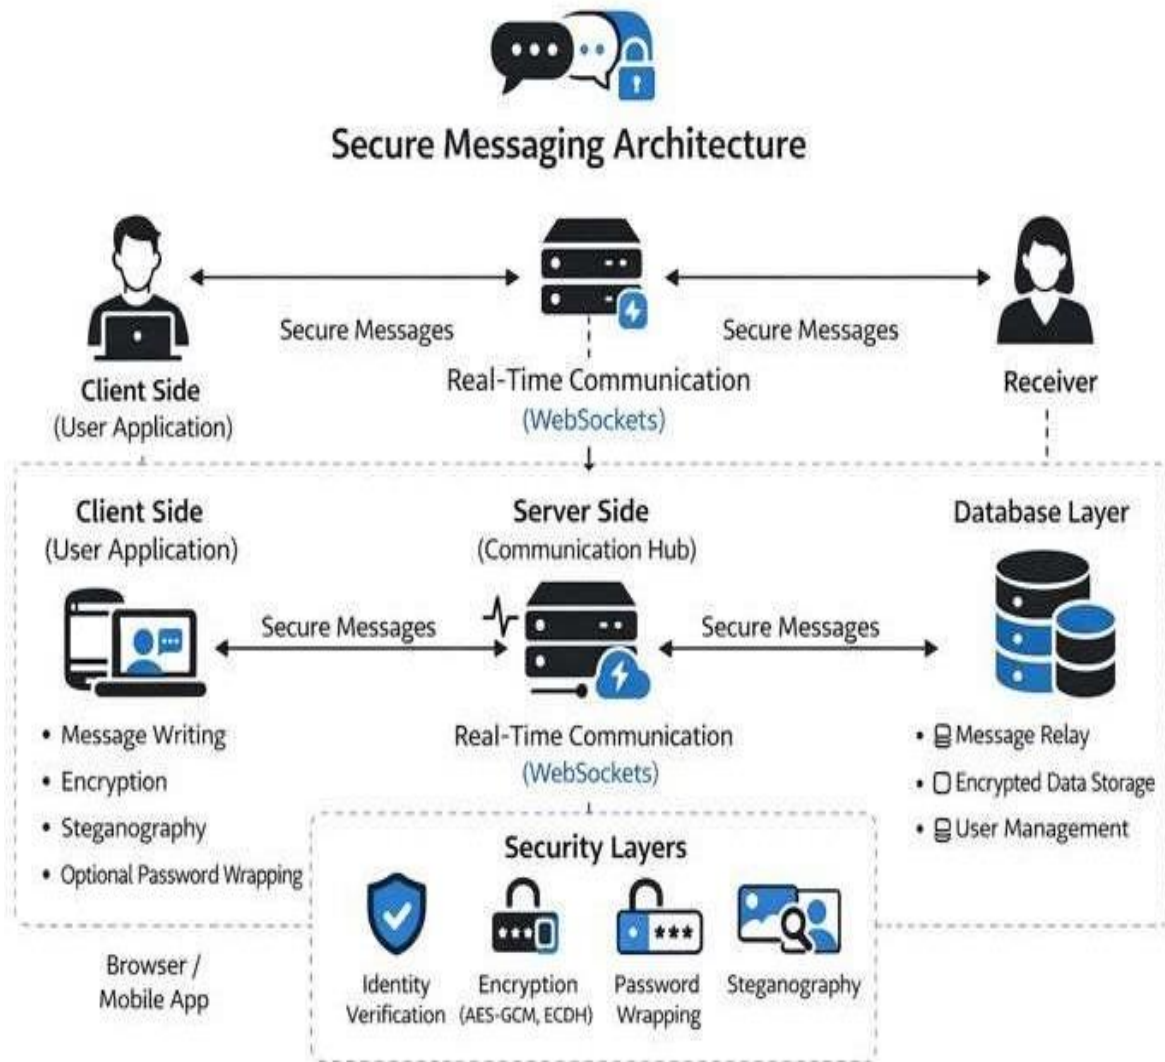 Secure Messaging Architecture
Secure Messages
Secure Messages
Client Side
(User Application)
Real-Time Communication
(WebSockets)
Receiver
Client Side
(User Application)
Server Side
(Communication Hub)
Database Layer
Secure Messages
Secure Messages
• Message Writing
• Encryption
• Steganography
• Optional Password Wrapping
Real-Time Communication
(WebSockets)
• Message Relay
• Encrypted Data Storage
• User Management
Security Layers
Identity
Verification
Encryption
(AES-GCM, ECDH)
Password
Wrapping
Steganography
Browser /
Mobile App